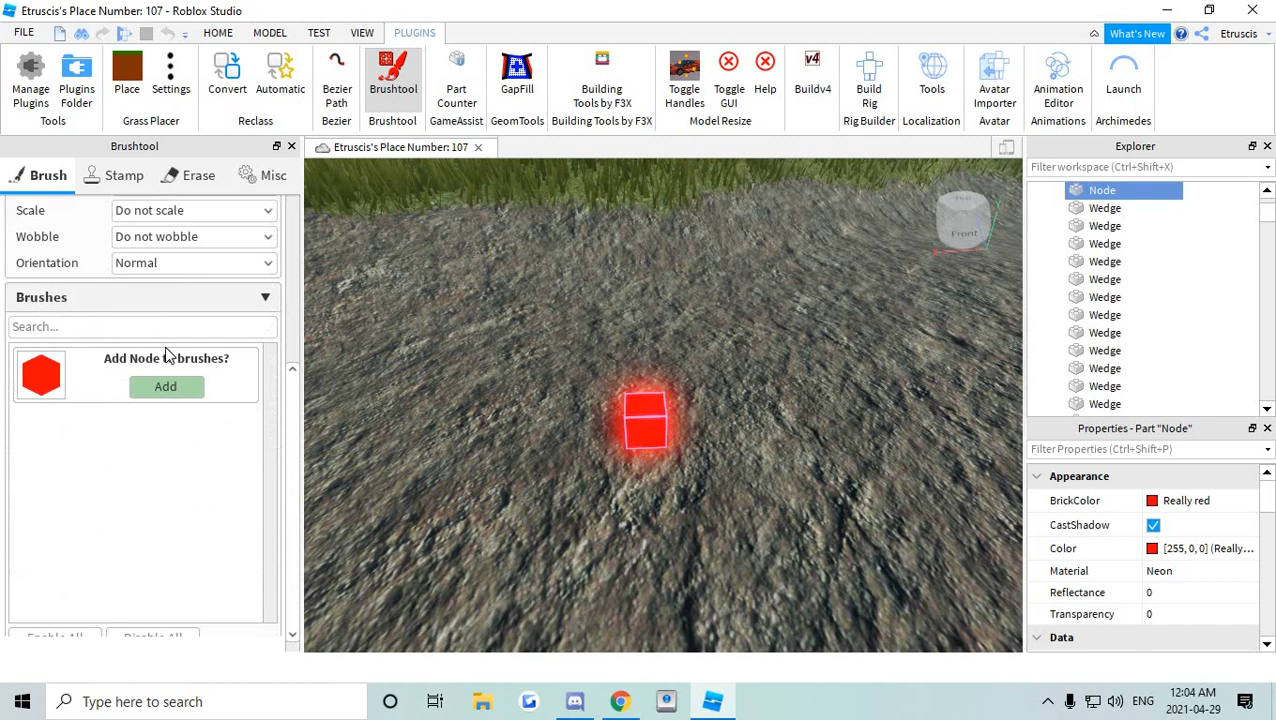 Etruscis's Place Number: 107 - Roblox Studio
FILE HOME MODEL TEST VIEW PLUGINS What's New Etruscis
Manage Plugins
Plugins Folder
Tools
Place
Settings
Grass Placer
Convert
Automatic
Reclass
Bezier Path
Bezier
Brushtool
Brushtool
Part Counter
GameAssist
GapFill
GeomTools
Building Tools by F3X
Building Tools by F3X
Toggle Handles
Toggle GUI
Help
Model Resize
v4
Buildv4
Build Rig
Rig Builder
Tools
Localization
Avatar Importer
Avatar
Animation Editor
Animations
Launch
Archimedes
Brushtool
Brush Stamp Erase Misc
Scale Do not scale
Wobble Do not wobble
Orientation Normal
Brushes
Search...
Add Node brushes?
Add
Enable All Disable All
Etruscis's Place Number: 107
Front
Explorer
Filter workspace (Ctrl+Shift+X)
Node
Wedge
Wedge
Wedge
Wedge
Wedge
Wedge
Wedge
Wedge
Wedge
Wedge
Wedge
Wedge
Properties - Part "Node"
Filter Properties (Ctrl+Shift+P)
Appearance
BrickColor Really red
CastShadow
Color [255, 0, 0] (Really...
Material Neon
Reflectance 0
Transparency 0
Data
Type here to search
ENG
12:04 AM
2021-04-29